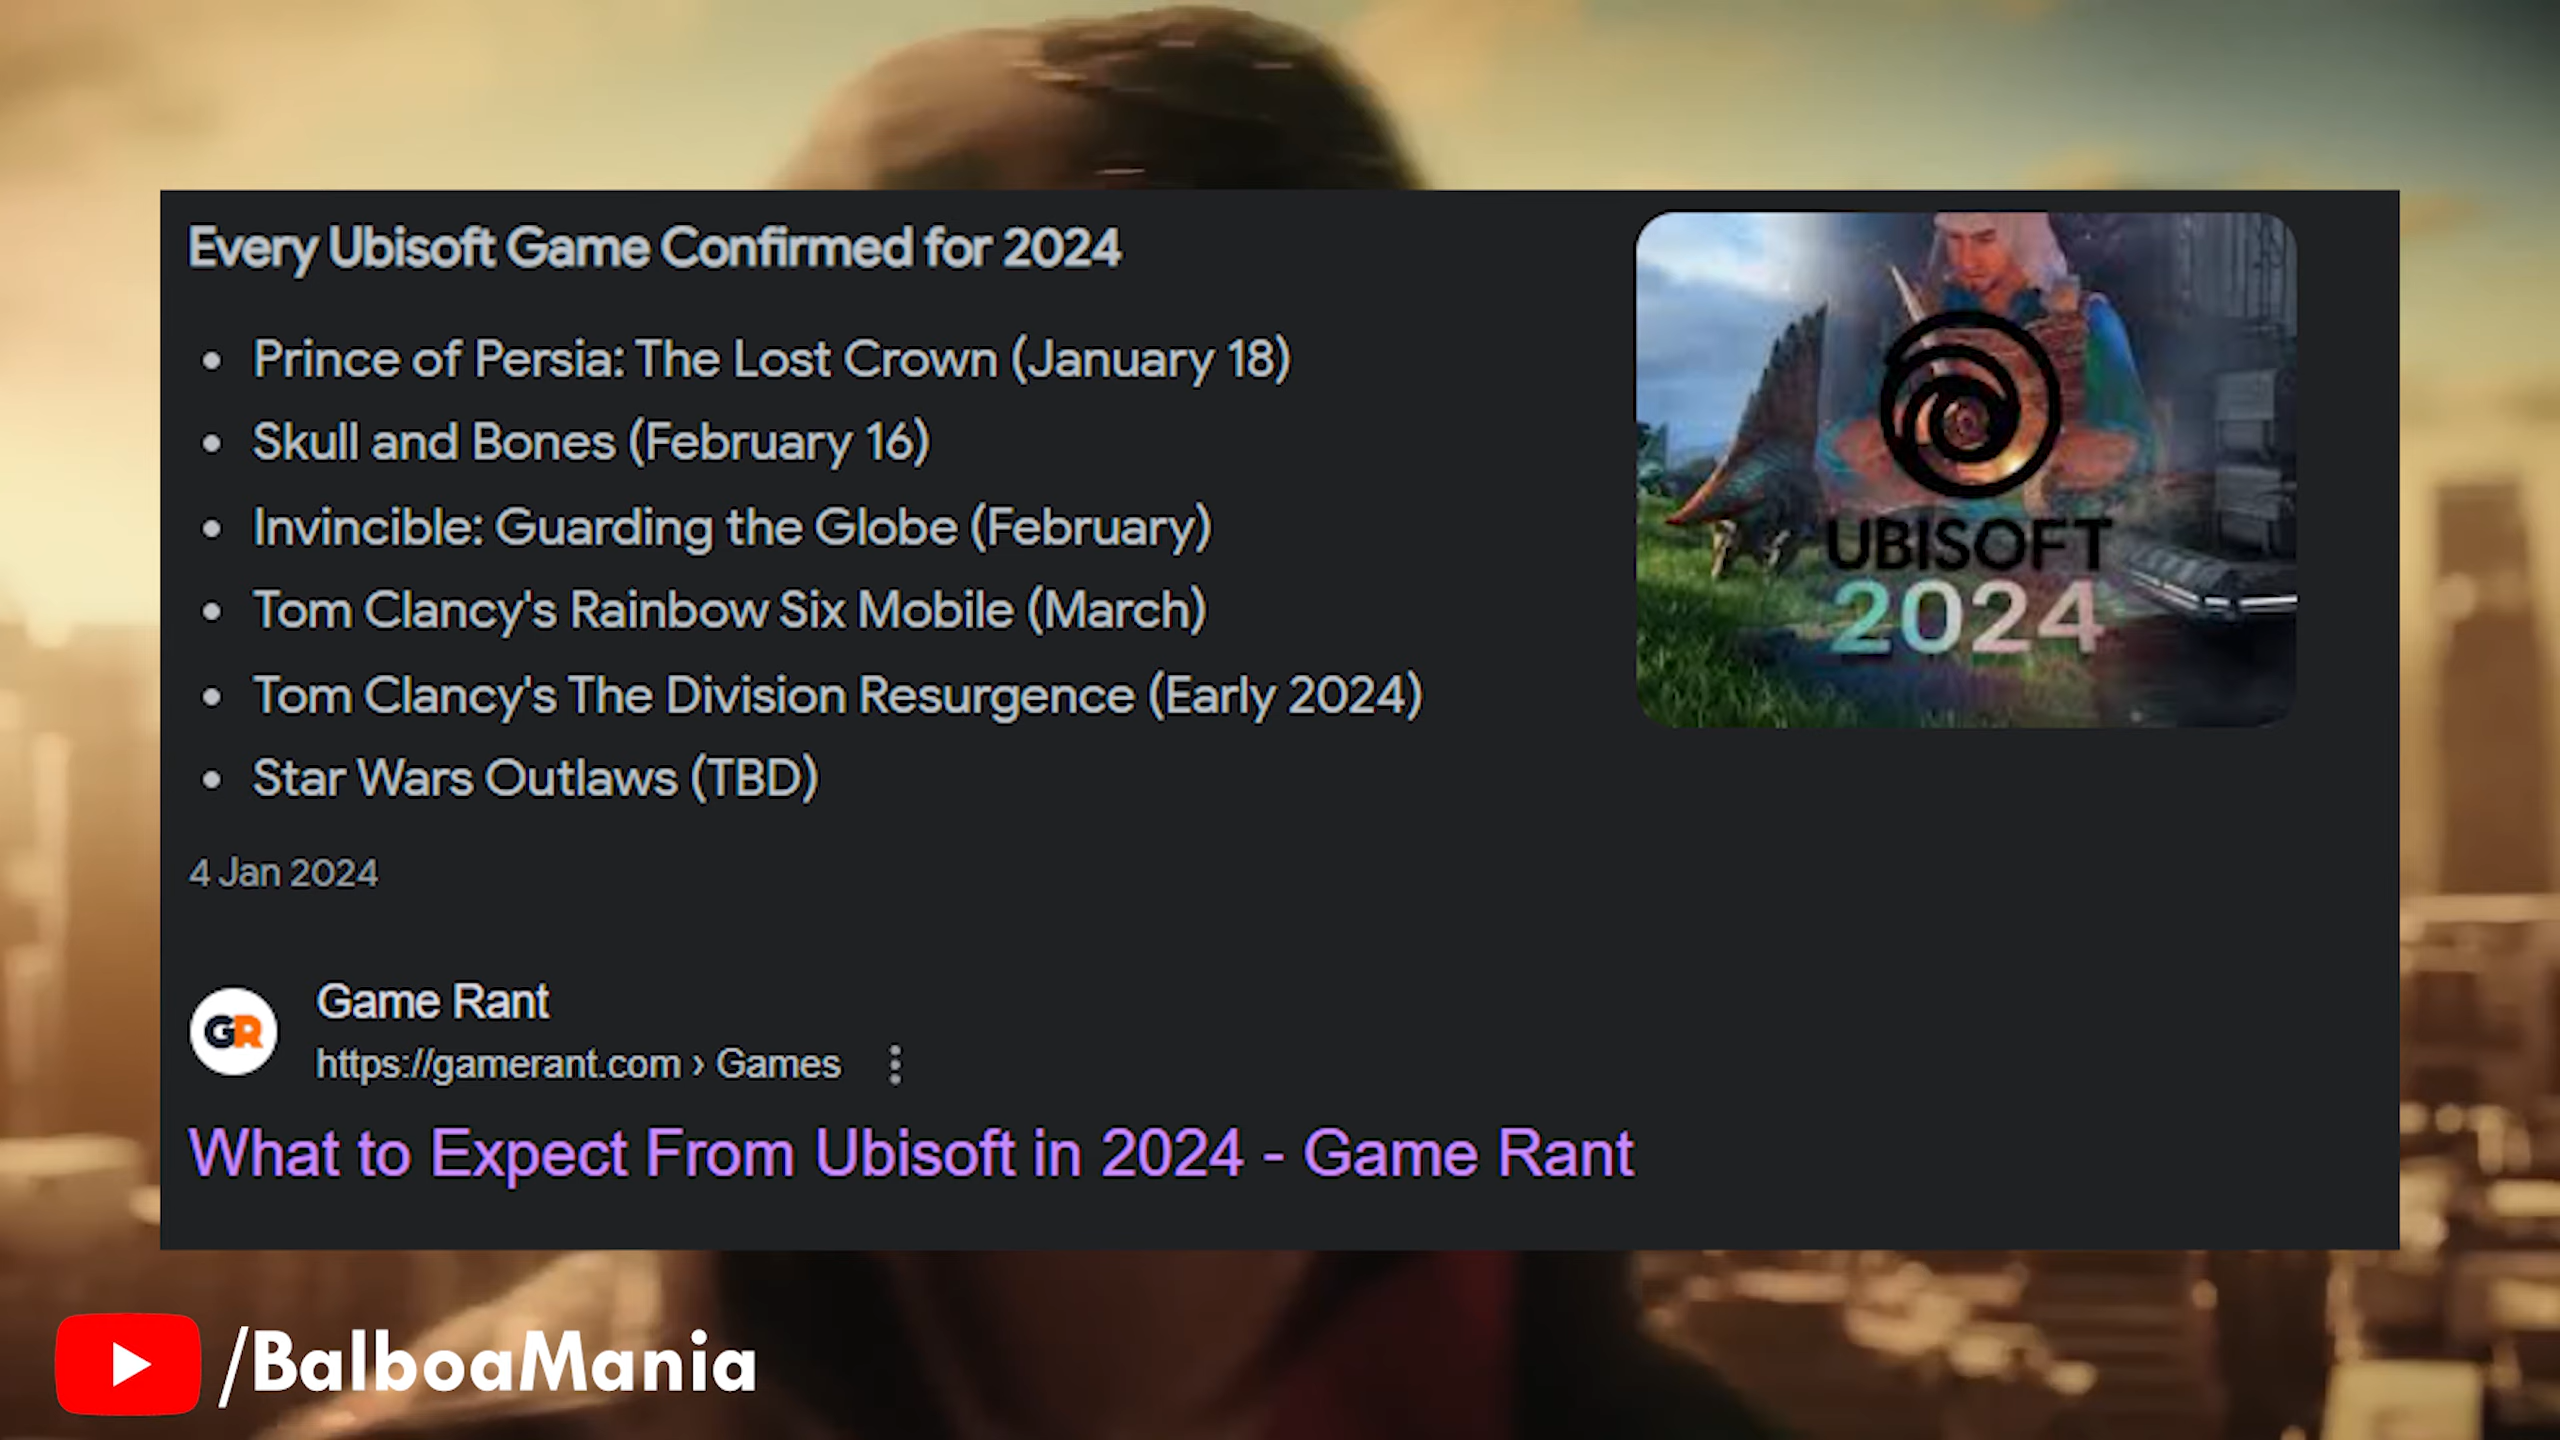 Every Ubisoft Game Confirmed for 2024
• Prince of Persia: The Lost Crown (January 18)
• Skull and Bones (February 16)
• Invincible: Guarding the Globe (February)
• Tom Clancy's Rainbow Six Mobile (March)
• Tom Clancy's The Division Resurgence (Early 2024)
• Star Wars Outlaws (TBD)
UBISOFT
2024
4 Jan 2024
GR
Game Rant
https://gamerant.com › Games
What to Expect From Ubisoft in 2024 - Game Rant
/BalboaMania